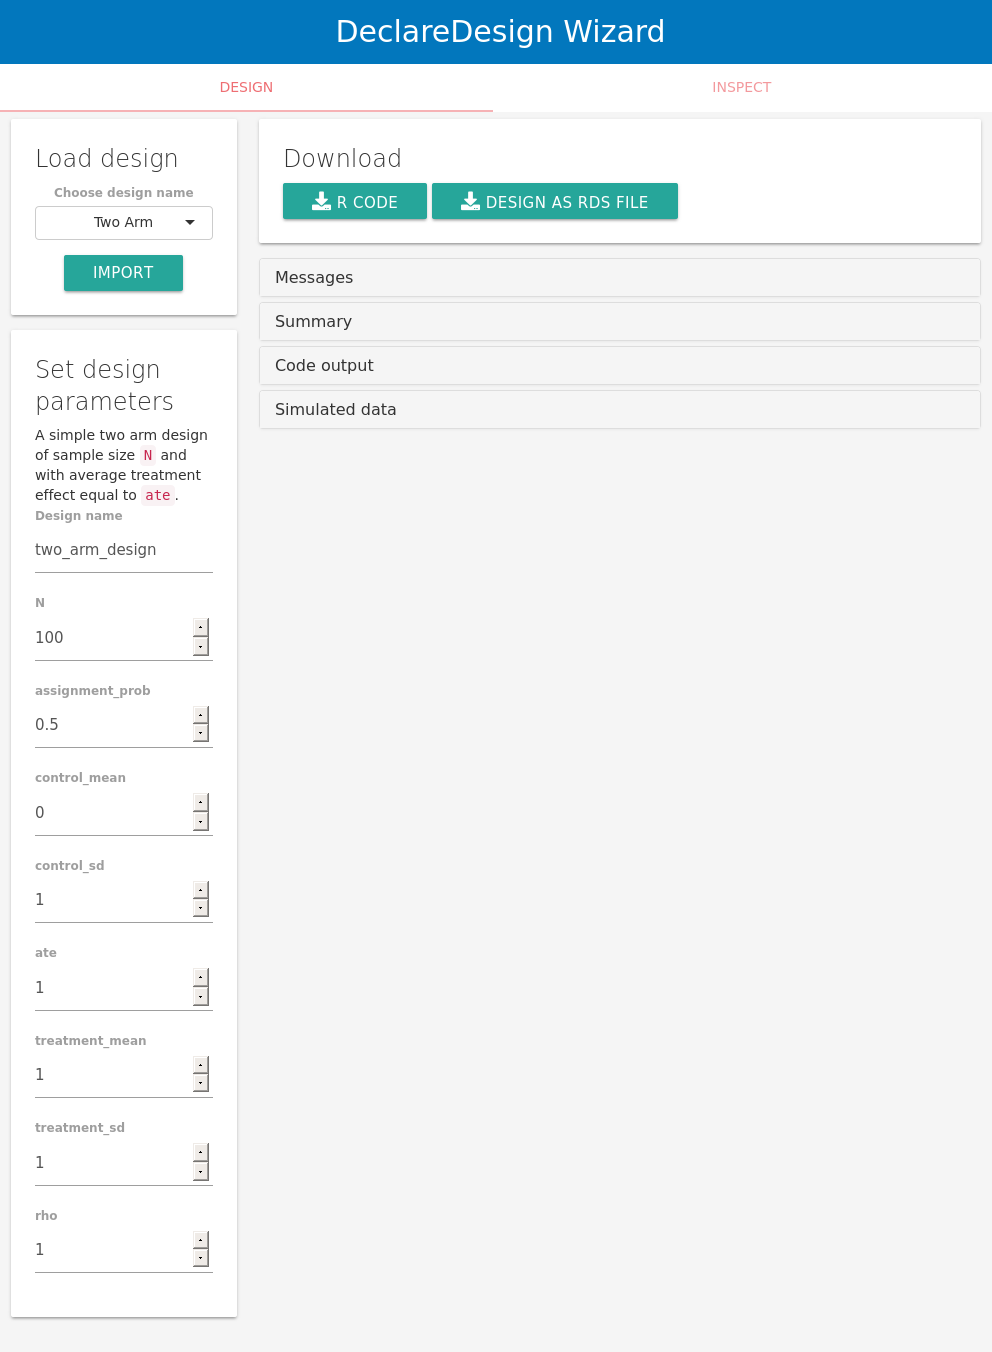 DeclareDesign Wizard
DESIGN
INSPECT
Load design
Choose design name
Two Arm
IMPORT
Set design
parameters
A simple two arm design
of sample size N and
with average treatment
effect equal to ate.
Design name
two_arm_design
N
100
assignment_prob
0.5
control_mean
0
control_sd
1
ate
1
treatment_mean
1
treatment_sd
1
rho
1
Download
R CODE
DESIGN AS RDS FILE
Messages
Summary
Code output
Simulated data